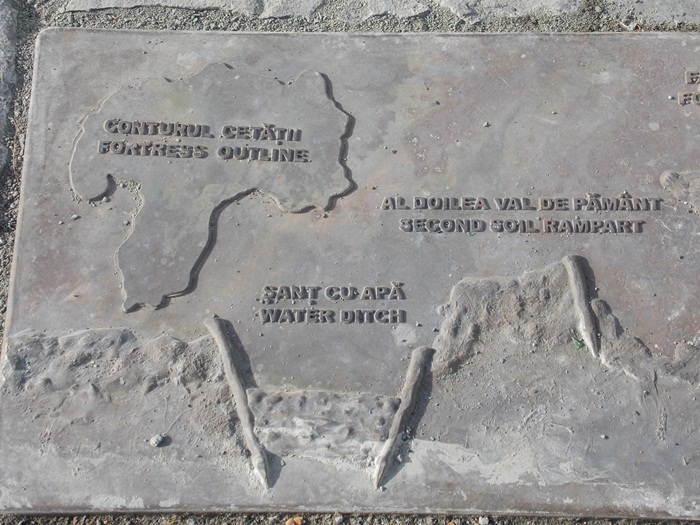 CONTURUL CETĂȚII
FORTRESS OUTLINE
AL DOILEA VAL DE PĂMÂNT
SECOND SOIL RAMPART
ȘANȚ CU APĂ
WATER DITCH